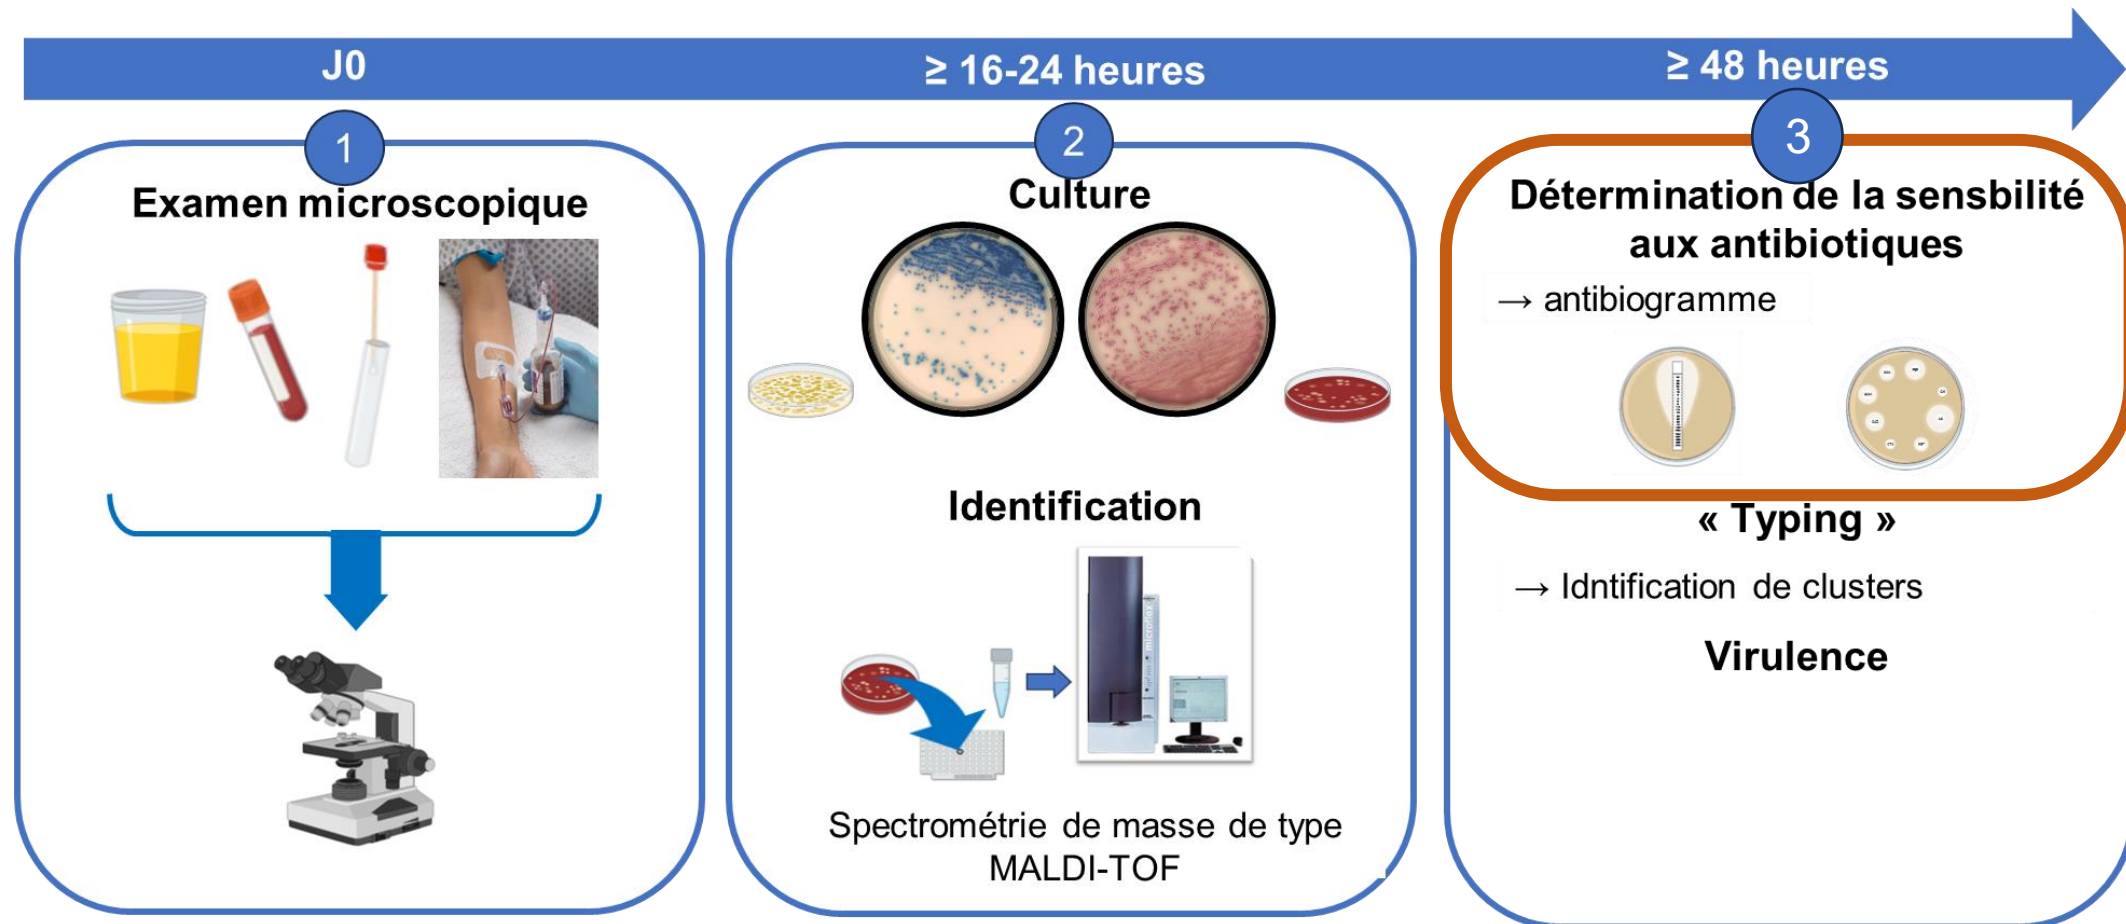 J0
≥ 16-24 heures
≥ 48 heures
1
Examen microscopique
2
Culture
Identification
microflex
Spectrométrie de masse de type
MALDI-TOF
3
Détermination de la sensbilité
aux antibiotiques
→ antibiogramme
« Typing »
→ Idntification de clusters
Virulence